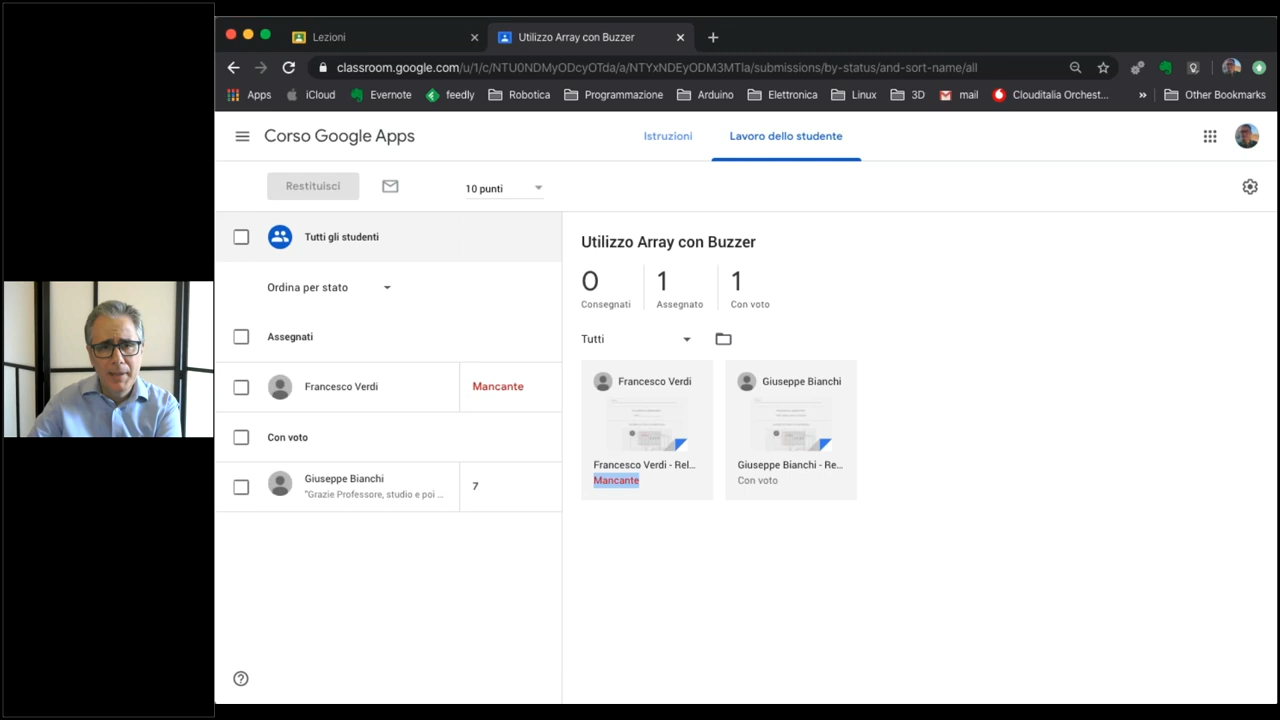 Lezioni
Utilizzo Array con Buzzer
classroom.google.com/u/1/c/NTU0NDMyODcyOTda/a/NTYxNDEyODM3MTIa/submissions/by-status/and-sort-name/all
Apps iCloud Evernote feedly Robotica Programmazione Arduino Elettronica Linux 3D mail Clouditalia Orchest... » Other Bookmarks
Corso Google Apps
Istruzioni
Lavoro dello studente
Restituisci
10 punti
Tutti gli studenti
Ordina per stato
Assegnati
Francesco Verdi
Mancante
Con voto
Giuseppe Bianchi
"Grazie Professore, studio e poi ...
7
Utilizzo Array con Buzzer
0 1 1
Consegnati Assegnato Con voto
Tutti
Francesco Verdi
Francesco Verdi - Rel...
Mancante
Giuseppe Bianchi
Giuseppe Bianchi - Re...
Con voto